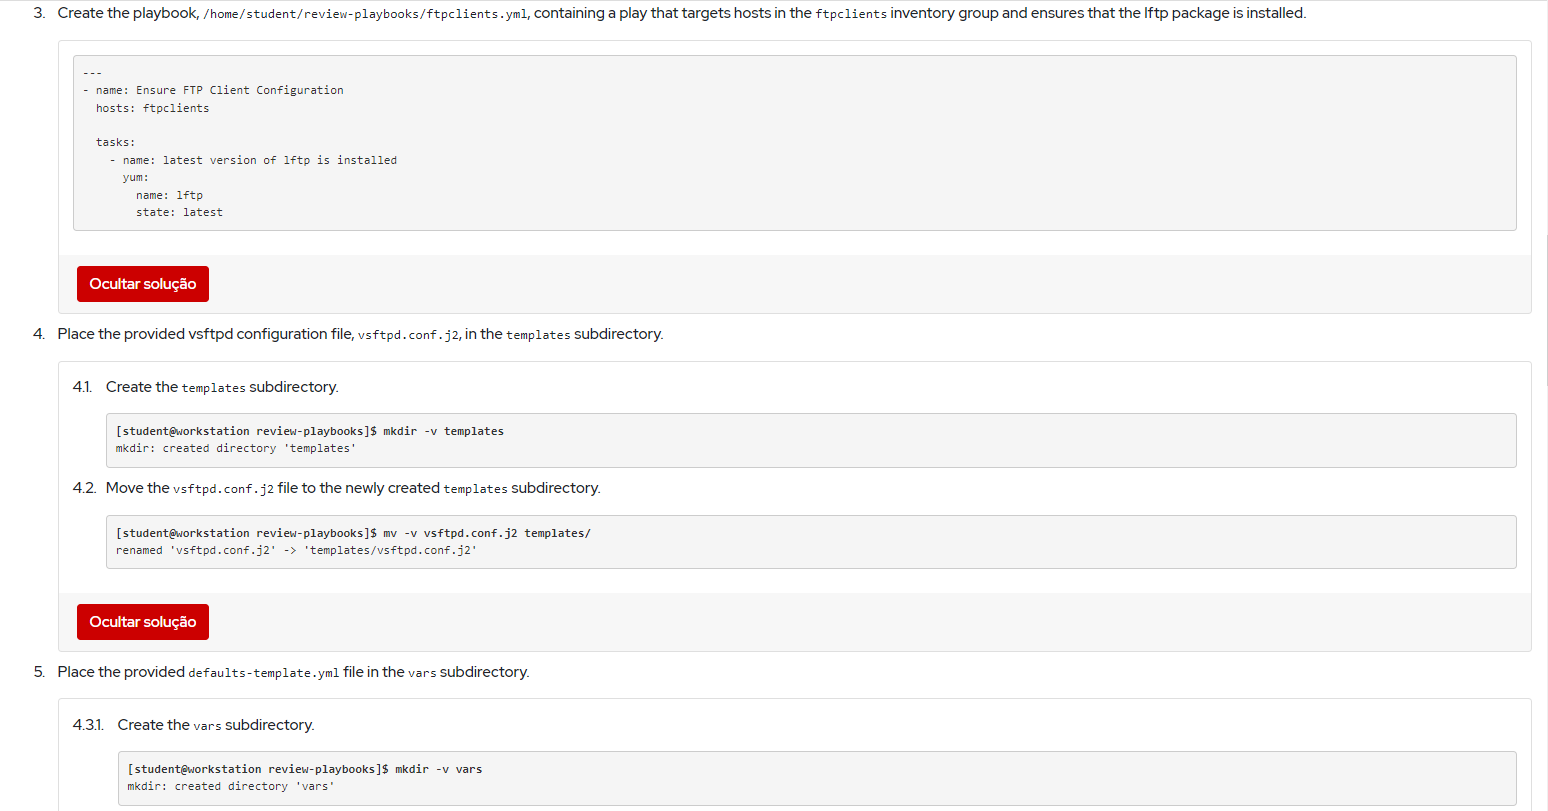 3. Create the playbook, /home/student/review-playbooks/ftpclients.yml, containing a play that targets hosts in the ftpclients inventory group and ensures that the lftp package is installed.
---
- name: Ensure FTP Client Configuration
  hosts: ftpclients

  tasks:
    - name: latest version of lftp is installed
      yum:
        name: lftp
        state: latest
Ocultar solução
4. Place the provided vsftpd configuration file, vsftpd.conf.j2, in the templates subdirectory.
4.1. Create the templates subdirectory.
[student@workstation review-playbooks]$ mkdir -v templates
mkdir: created directory 'templates'
4.2. Move the vsftpd.conf.j2 file to the newly created templates subdirectory.
[student@workstation review-playbooks]$ mv -v vsftpd.conf.j2 templates/
renamed 'vsftpd.conf.j2' -> 'templates/vsftpd.conf.j2'
Ocultar solução
5. Place the provided defaults-template.yml file in the vars subdirectory.
4.3.1. Create the vars subdirectory.
[student@workstation review-playbooks]$ mkdir -v vars
mkdir: created directory 'vars'